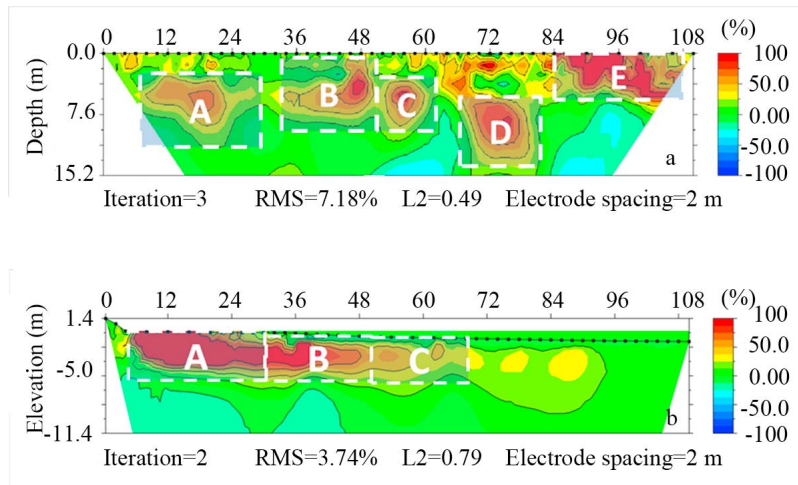 0 12 24 36 48 60 72 84 96 108 (%)
0.0
7.6
15.2
Depth (m)
A B C D E
a
100
50.0
0.00
-50.0
-100
Iteration=3 RMS=7.18% L2=0.49 Electrode spacing=2 m
0 12 24 36 48 60 72 84 96 108 (%)
1.4
-5.0
-11.4
Elevation (m)
A B C
b
100
50.0
0.00
-50.0
-100
Iteration=2 RMS=3.74% L2=0.79 Electrode spacing=2 m